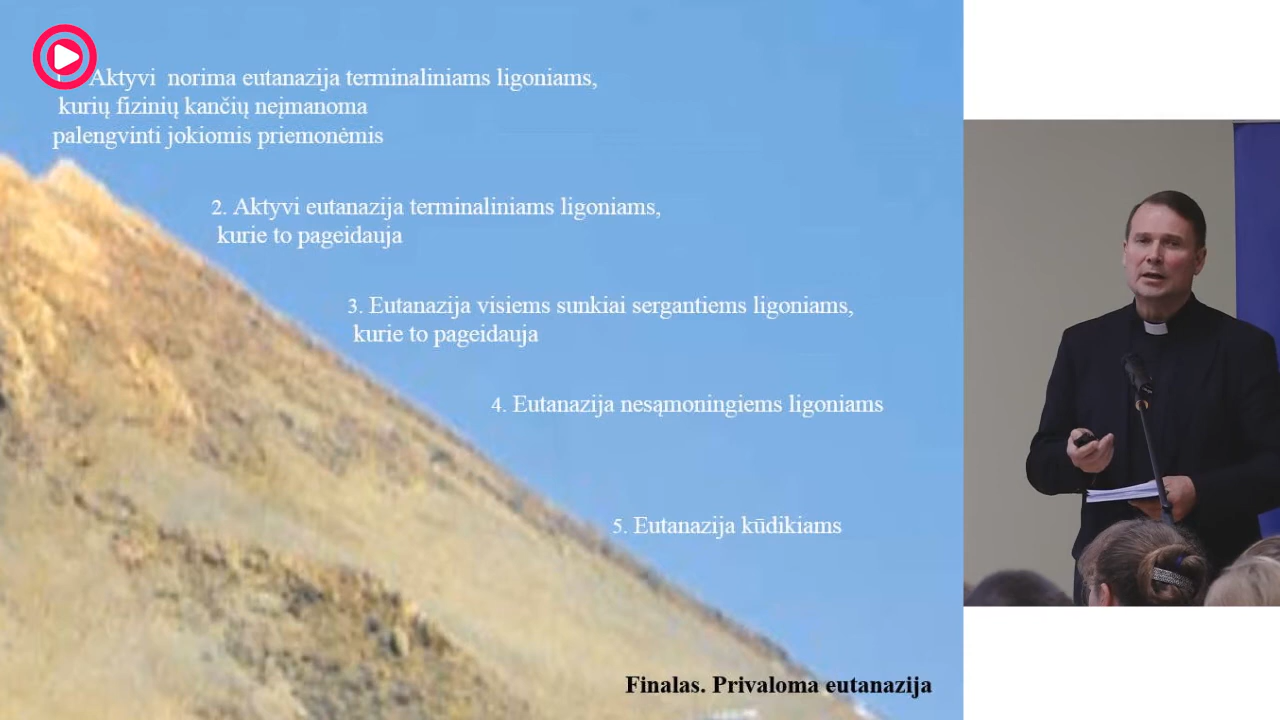 Aktyvi norima eutanazija terminaliniams ligoniams,
kurių fizinių kančių neįmanoma
palengvinti jokiomis priemonėmis
2. Aktyvi eutanazija terminaliniams ligoniams,
kurie to pageidauja
3. Eutanazija visiems sunkiai sergantiems ligoniams,
kurie to pageidauja
4. Eutanazija nesąmoningiems ligoniams
5. Eutanazija kūdikiams
Finalas. Privaloma eutanazija